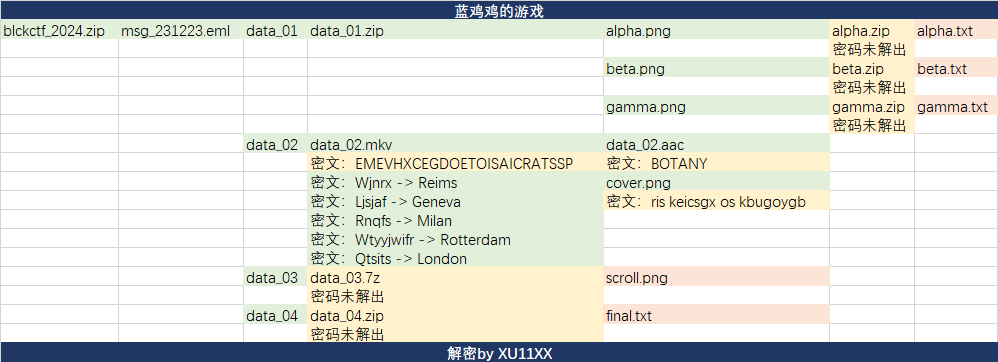 蓝鸡鸡的游戏
blckctf_2024.zip msg_231223.eml data_01 data_01.zip alpha.png alpha.zip alpha.txt
密码未解出
beta.png beta.zip beta.txt
密码未解出
gamma.png gamma.zip gamma.txt
密码未解出
data_02 data_02.mkv data_02.aac
密文：EMEVHXCEGDOETOISAICRATSSP 密文：BOTANY
密文：Wjnrx -> Reims cover.png
密文：Ljsjaf -> Geneva 密文：ris keicsgx os kbugoygb
密文：Rnqfs -> Milan
密文：Wtyyjwifr -> Rotterdam
密文：Qtsits -> London
data_03 data_03.7z scroll.png
密码未解出
data_04 data_04.zip final.txt
密码未解出
解密by XU11XX